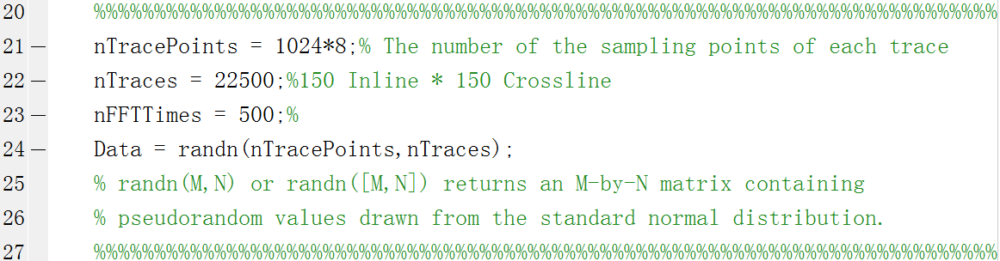 20 %%%%%%%%%%%%%%%%%%%%%%%%%%%%%%%%%%%%%%%%%%%%%%%%%%%%%%%%%%%%%%%%%%%%%%%%%%%%%
21 — nTracePoints = 1024*8;% The number of the sampling points of each trace
22 — nTraces = 22500;%150 Inline * 150 Crossline
23 — nFFTTimes = 500;%
24 — Data = randn(nTracePoints,nTraces);
25 % randn(M,N) or randn([M,N]) returns an M-by-N matrix containing
26 % pseudorandom values drawn from the standard normal distribution.
27 %%%%%%%%%%%%%%%%%%%%%%%%%%%%%%%%%%%%%%%%%%%%%%%%%%%%%%%%%%%%%%%%%%%%%%%%%%%%%